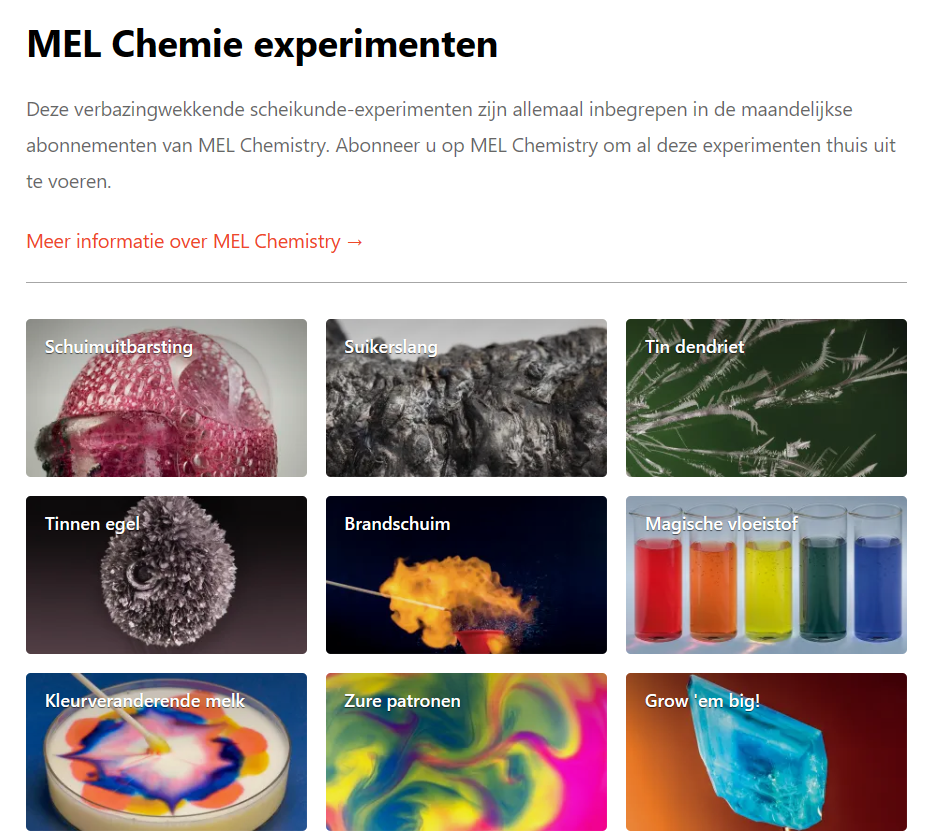 MEL Chemie experimenten
Deze verbazingwekkende scheikunde-experimenten zijn allemaal inbegrepen in de maandelijkse
abonnementen van MEL Chemistry. Abonneer u op MEL Chemistry om al deze experimenten thuis uit
te voeren.
Meer informatie over MEL Chemistry →
Schuimuitbarsting
Suikerslang
Tin dendriet
Tinnen egel
Brandschuim
Magische vloeistof
Kleurveranderende melk
Zure patronen
Grow 'em big!